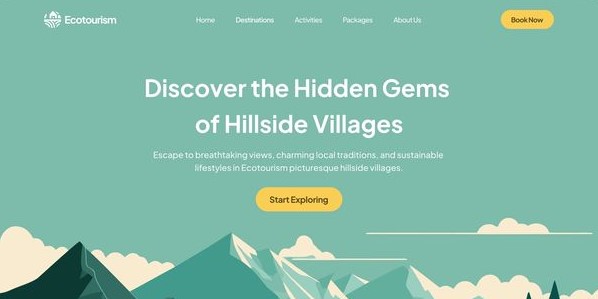 Ecotourism
Home Destinations Activities Packages About Us
Book Now
Discover the Hidden Gems
of Hillside Villages
Escape to breathtaking views, charming local traditions, and sustainable
lifestyles in Ecotourism picturesque hillside villages.
Start Exploring